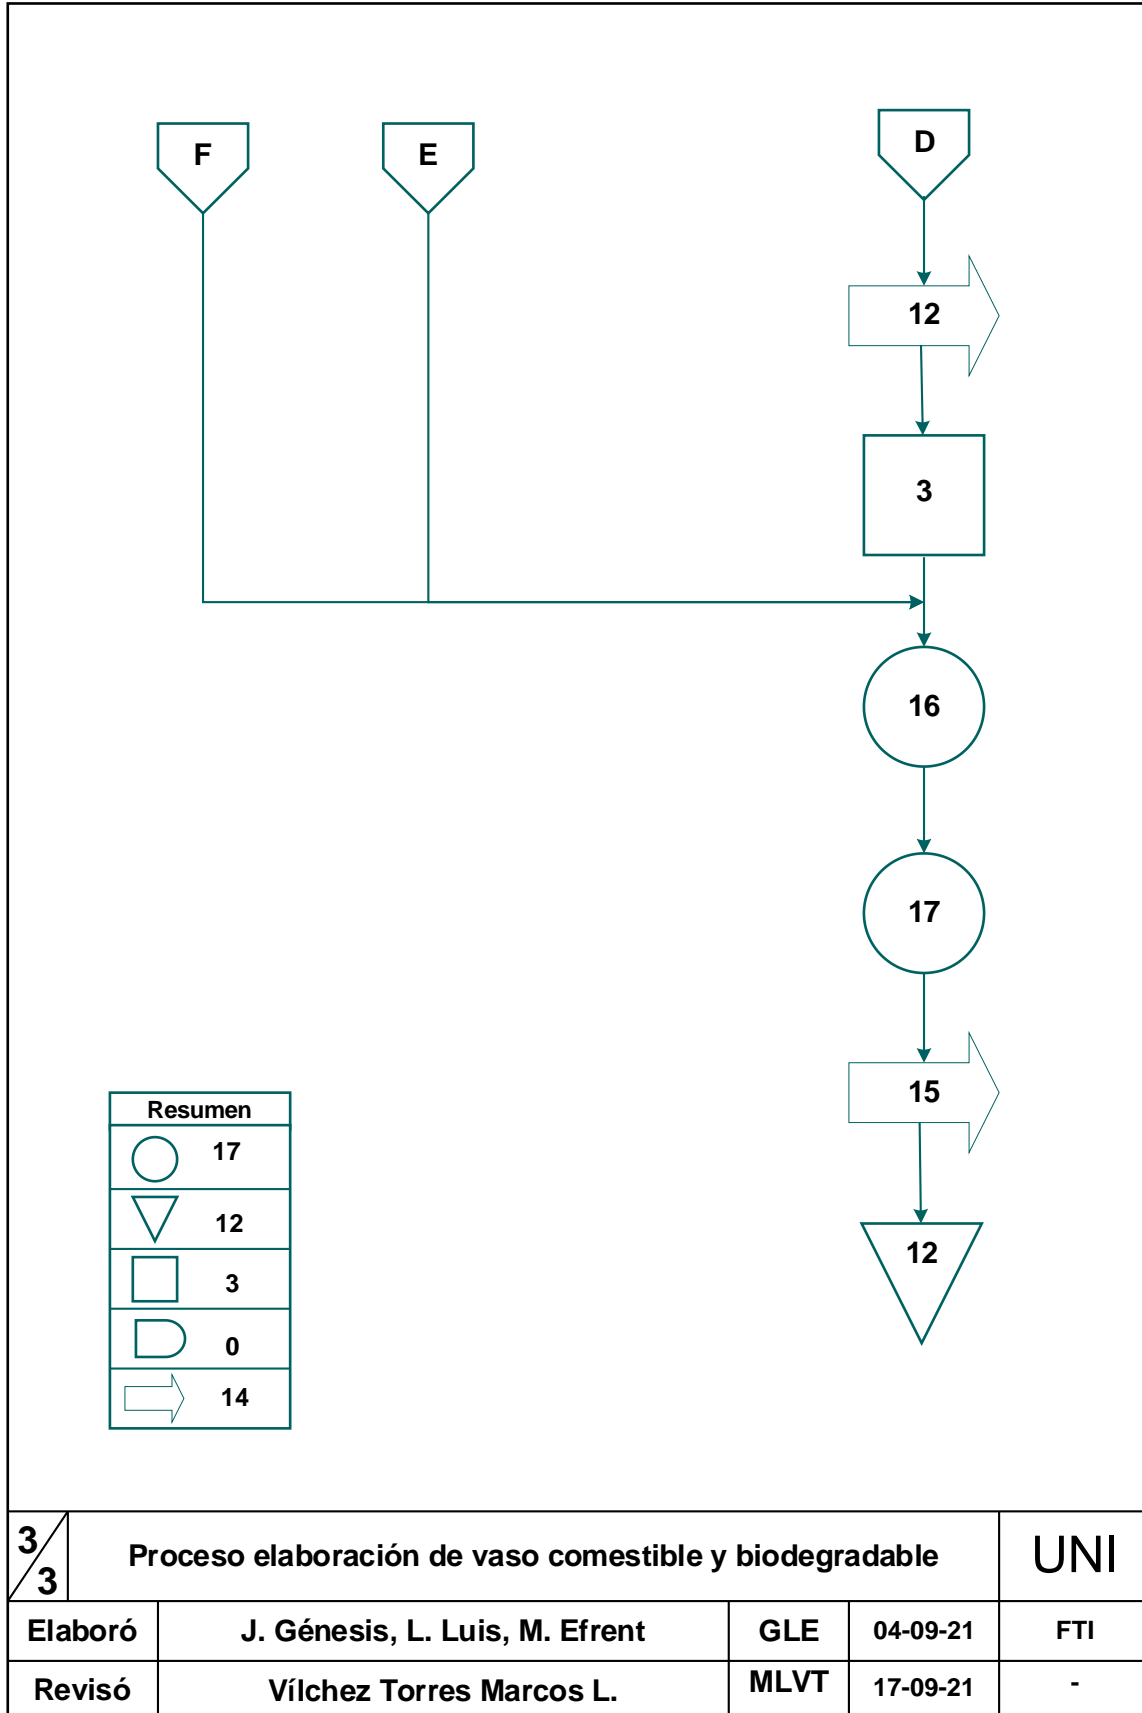 F
E
D
12
3
16
17
15
12
Resumen
17
12
3
0
14
3/3
Proceso elaboración de vaso comestible y biodegradable
UNI
Elaboró
J. Génesis, L. Luis, M. Efrent
GLE
04-09-21
FTI
Revisó
Vílchez Torres Marcos L.
MLVT
17-09-21
-